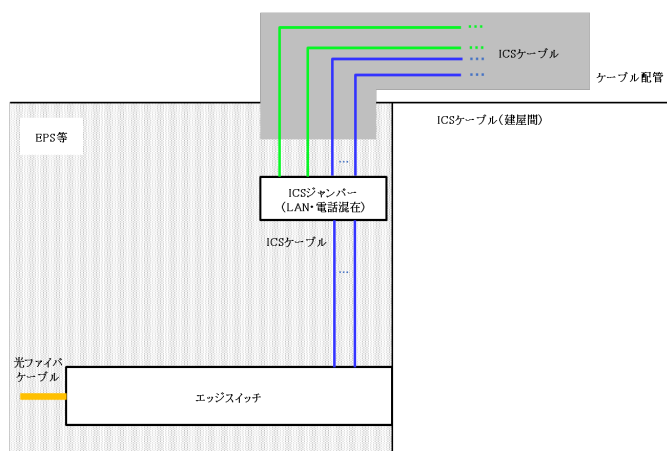 ICSケーブル
ケーブル配管
ICSケーブル(建屋間)
EPS等
ICSジャンパー
(LAN・電話混在)
ICSケーブル
光ファイバ
ケーブル
エッジスイッチ